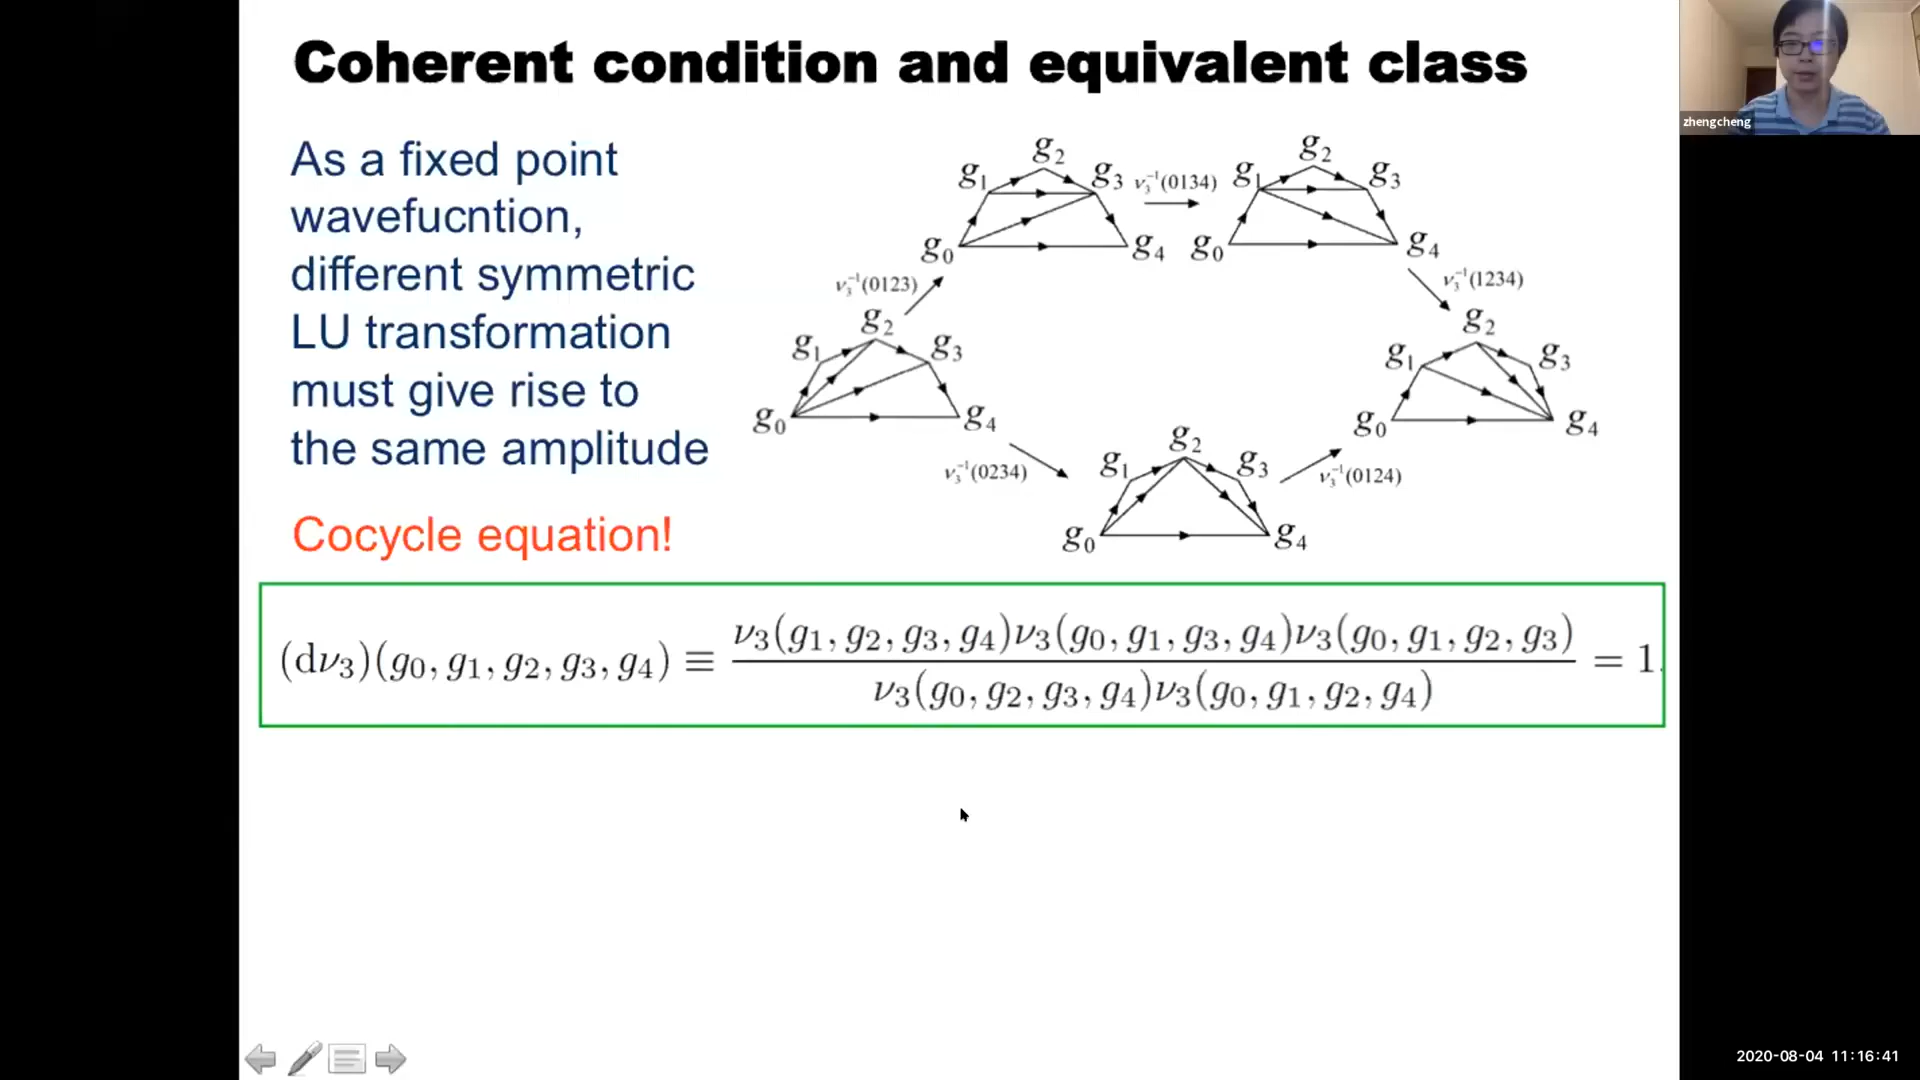 Coherent condition and equivalent class
zhengcheng
As a fixed point
wavefucntion,
different symmetric
LU transformation
must give rise to
the same amplitude
Cocycle equation!
g₂
g₁ g₃
g₀ g₄
ν₃⁻¹(0134)
g₂
g₁ g₃
g₀ g₄
ν₃⁻¹(0123)
ν₃⁻¹(1234)
g₂
g₁ g₃
g₀ g₄
g₂
g₁ g₃
g₀ g₄
ν₃⁻¹(0234)
g₂
g₁ g₃
g₀ g₄
ν₃⁻¹(0124)
(dν₃)(g₀, g₁, g₂, g₃, g₄) ≡ ν₃(g₁, g₂, g₃, g₄)ν₃(g₀, g₁, g₃, g₄)ν₃(g₀, g₁, g₂, g₃) / ν₃(g₀, g₂, g₃, g₄)ν₃(g₀, g₁, g₂, g₄) = 1.
2020-08-04 11:16:41